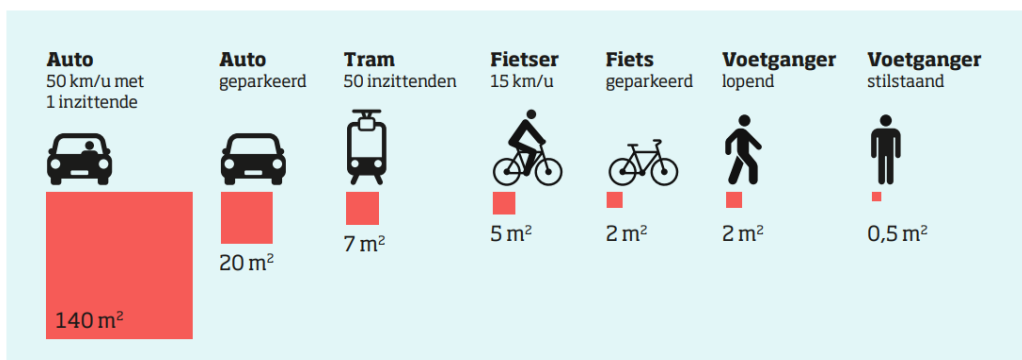 Auto
50 km/u met
1 inzittende
140 m²
Auto
geparkeerd
20 m²
Tram
50 inzittenden
7 m²
Fietser
15 km/u
5 m²
Fiets
geparkeerd
2 m²
Voetganger
lopend
2 m²
Voetganger
stilstaand
0,5 m²